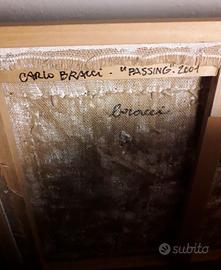 CARLO BRACCI - "PASSING". 2001
bracci
subito